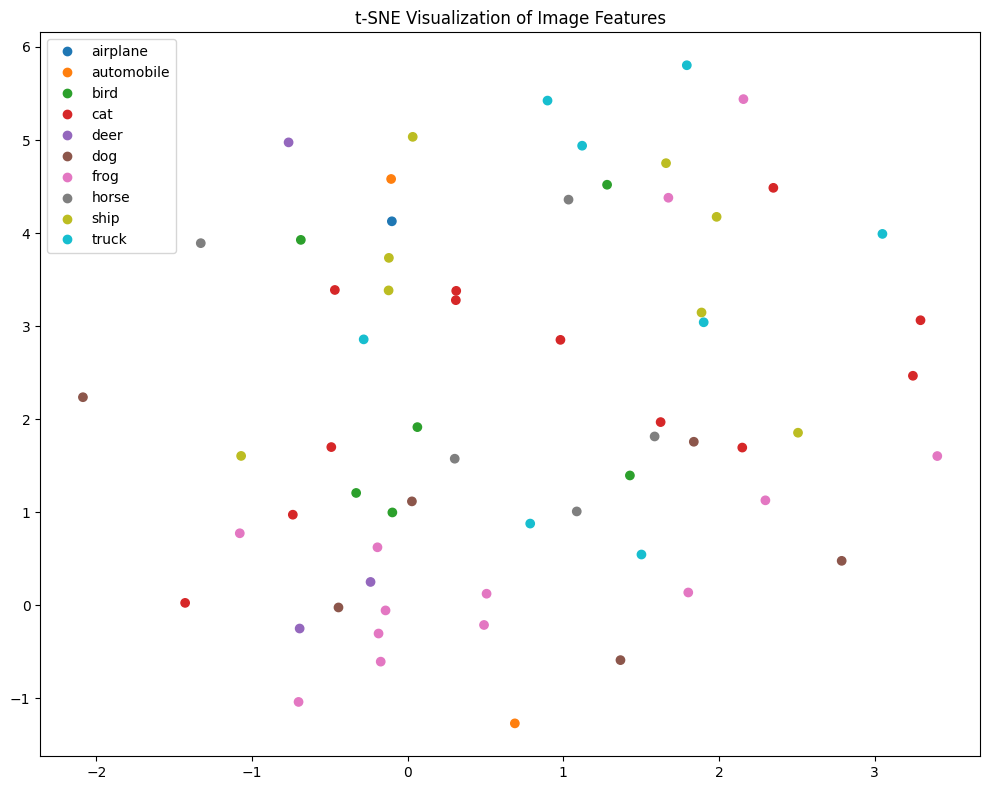 t-SNE Visualization of Image Features
airplane
automobile
bird
cat
deer
dog
frog
horse
ship
truck
6
5
4
3
2
1
0
−1
−2 −1 0 1 2 3